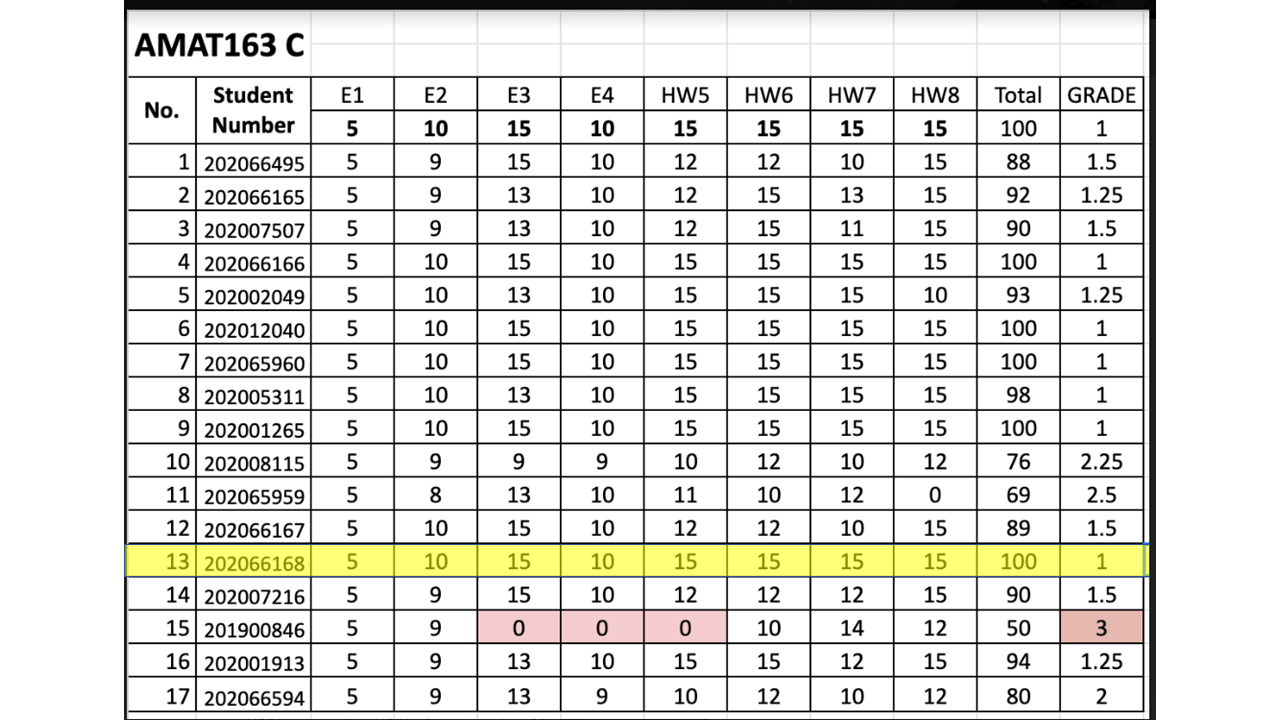 AMAT163 C
No. Student Number E1 E2 E3 E4 HW5 HW6 HW7 HW8 Total GRADE
5 10 15 10 15 15 15 15 100 1
1 202066495 5 9 15 10 12 12 10 15 88 1.5
2 202066165 5 9 13 10 12 15 13 15 92 1.25
3 202007507 5 9 13 10 12 15 11 15 90 1.5
4 202066166 5 10 15 10 15 15 15 15 100 1
5 202002049 5 10 13 10 15 15 15 10 93 1.25
6 202012040 5 10 15 10 15 15 15 15 100 1
7 202065960 5 10 15 10 15 15 15 15 100 1
8 202005311 5 10 13 10 15 15 15 15 98 1
9 202001265 5 10 15 10 15 15 15 15 100 1
10 202008115 5 9 9 9 10 12 10 12 76 2.25
11 202065959 5 8 13 10 11 10 12 0 69 2.5
12 202066167 5 10 15 10 12 12 10 15 89 1.5
13 202066168 5 10 15 10 15 15 15 15 100 1
14 202007216 5 9 15 10 12 12 12 15 90 1.5
15 201900846 5 9 0 0 0 10 14 12 50 3
16 202001913 5 9 13 10 15 15 12 15 94 1.25
17 202066594 5 9 13 9 10 12 10 12 80 2